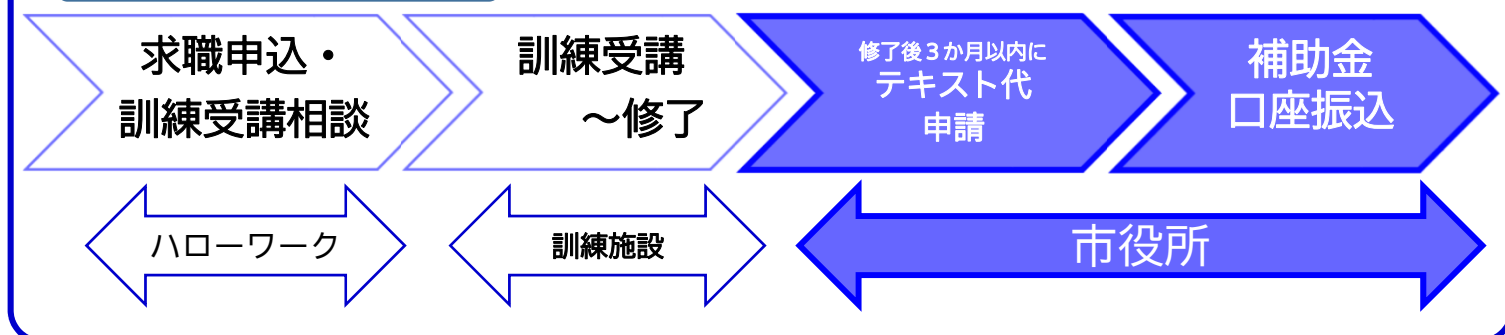 求職申込・
訓練受講相談
訓練受講
～修了
修了後３か月以内に
テキスト代
申請
補助金
口座振込
ハローワーク
訓練施設
市役所